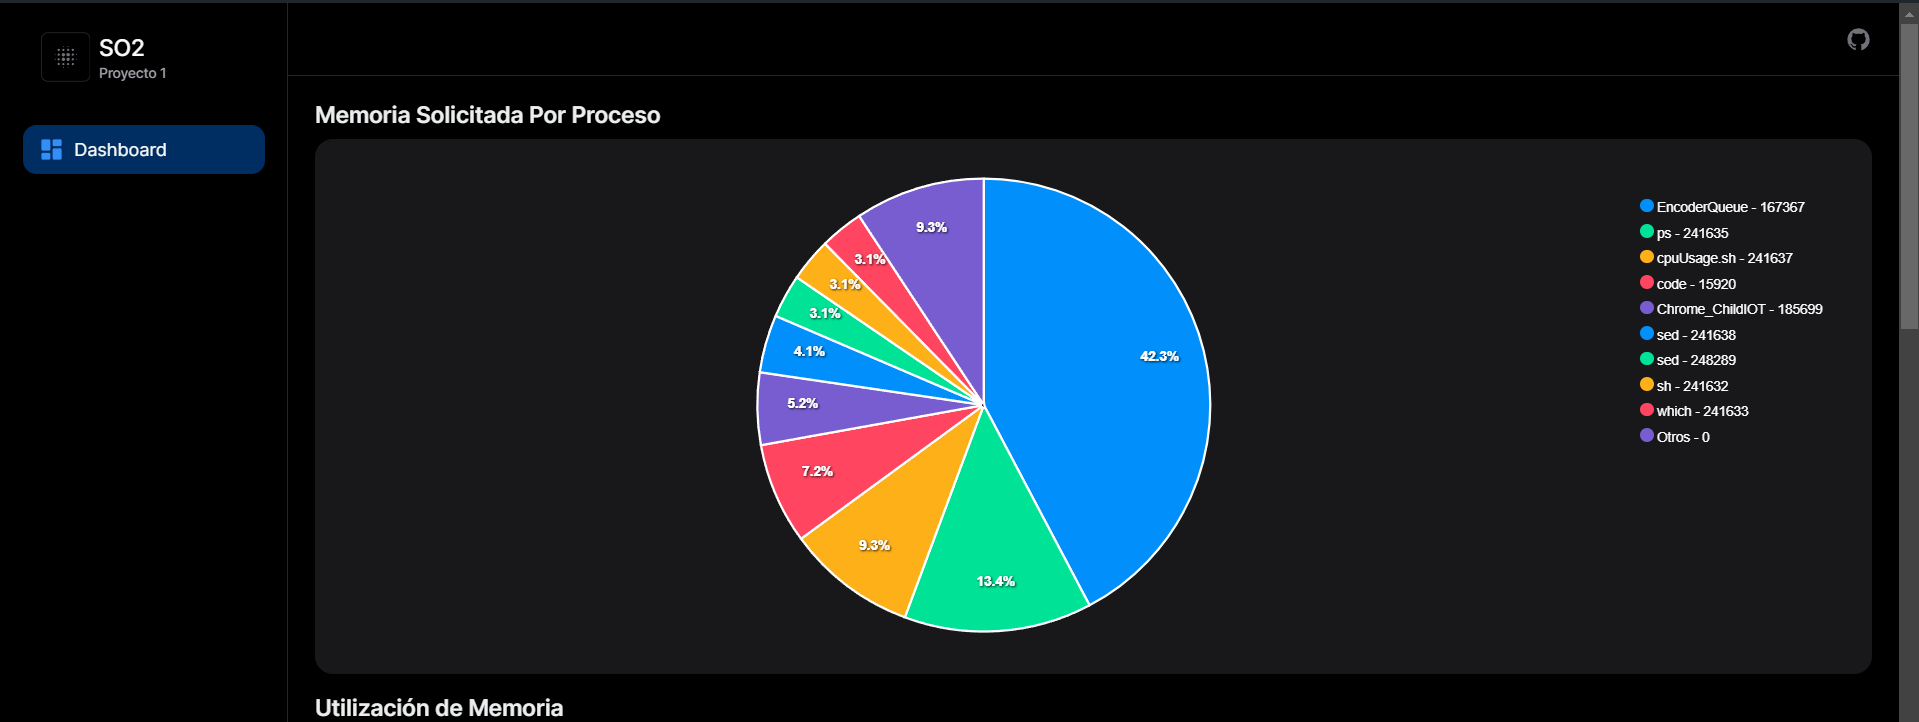 SO2
Proyecto 1
Dashboard
Memoria Solicitada Por Proceso
9.3%
3.1%
3.1%
3.1%
4.1%
5.2%
7.2%
9.3%
13.4%
42.3%
EncoderQueue - 167367
ps - 241635
cpuUsage.sh - 241637
code - 15920
Chrome_ChildIOT - 185699
sed - 241638
sed - 248289
sh - 241632
which - 241633
Otros - 0
Utilización de Memoria